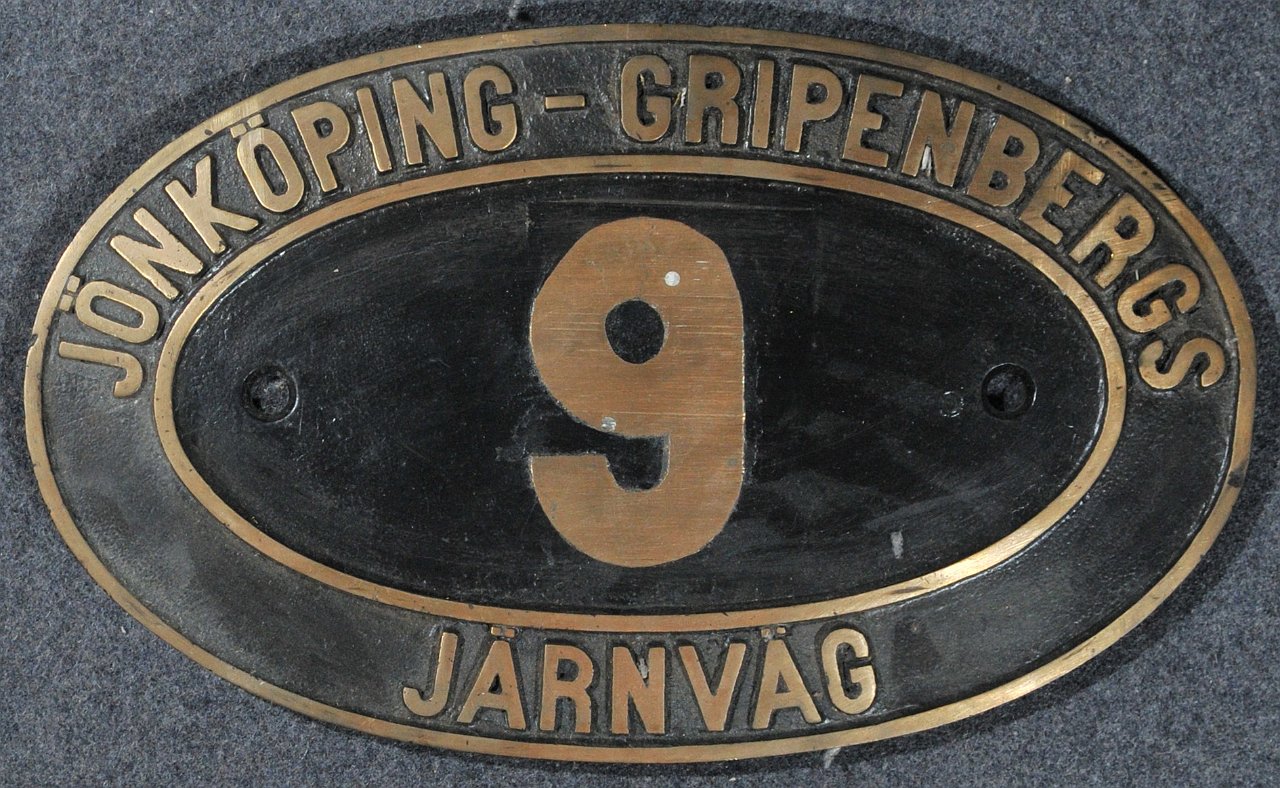 JÖNKÖPING - GRIPENBERGS
9
JÄRNVÄG